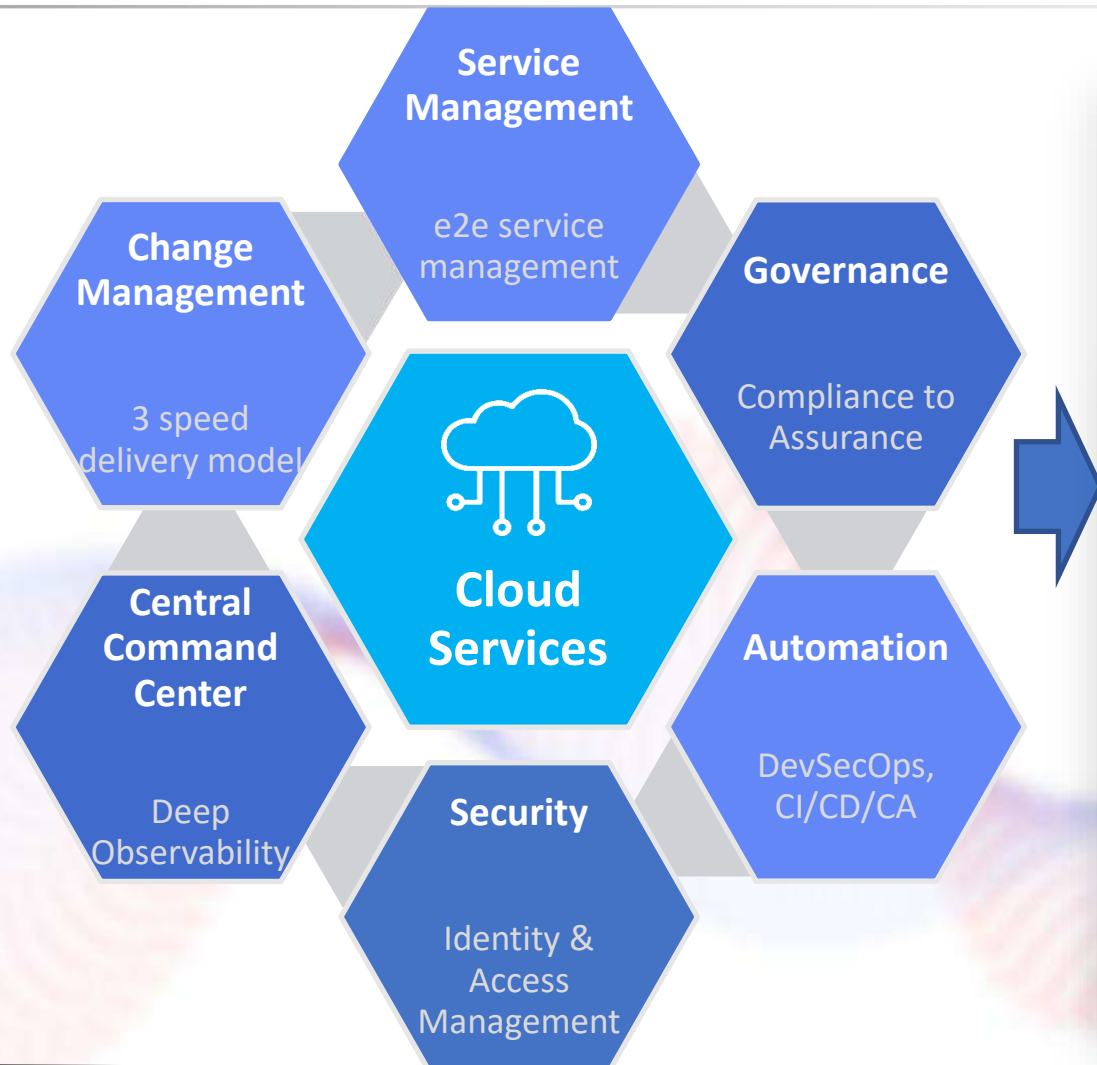 Service
Management
e2e service
management
Governance
Compliance to
Assurance
Automation
DevSecOps,
CI/CD/CA
Security
Identity &
Access
Management
Central
Command
Center
Deep
Observability
Change
Management
3 speed
delivery model
Cloud
Services